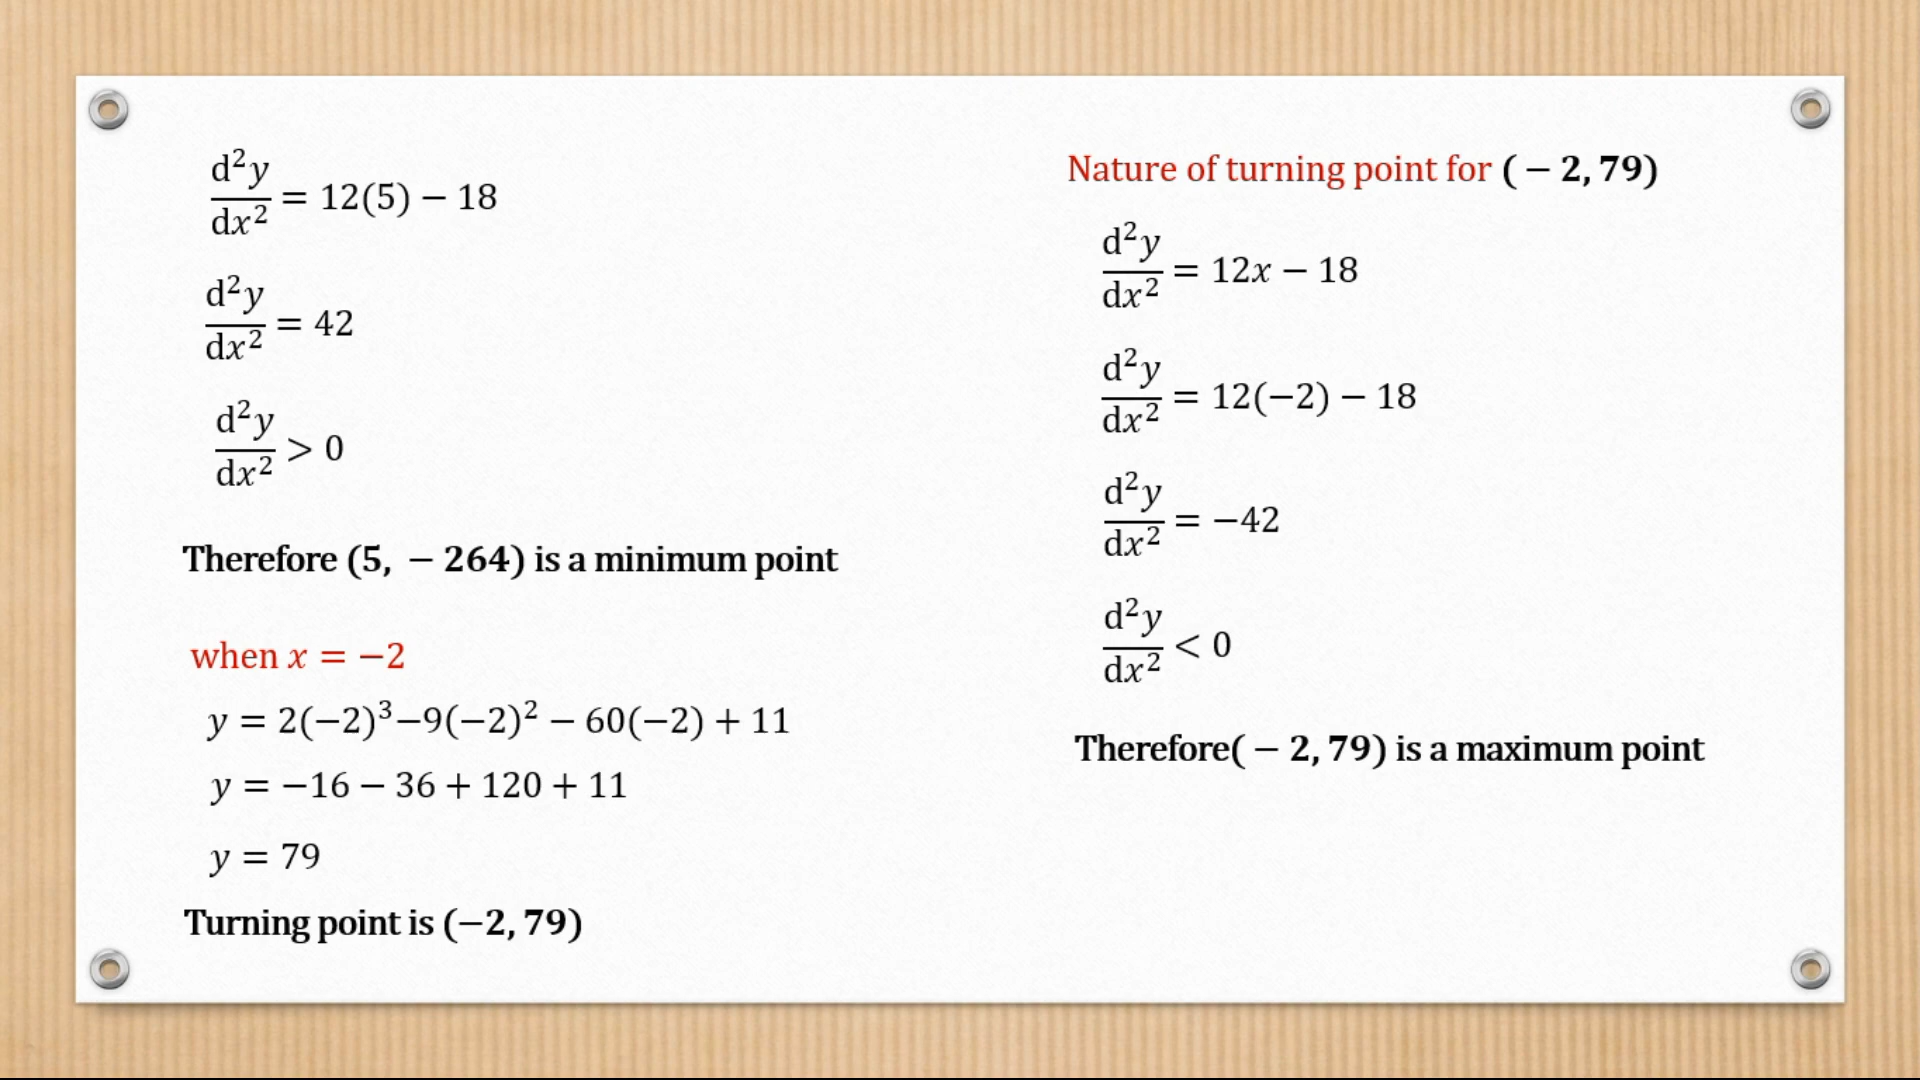 d²y/dx² = 12(5) − 18
d²y/dx² = 42
d²y/dx² > 0
Therefore (5, − 264) is a minimum point
when x = −2
y = 2(−2)³−9(−2)² − 60(−2) + 11
y = −16 − 36 + 120 + 11
y = 79
Turning point is (−2, 79)
Nature of turning point for ( − 2, 79)
d²y/dx² = 12x − 18
d²y/dx² = 12(−2) − 18
d²y/dx² = −42
d²y/dx² < 0
Therefore( − 2, 79) is a maximum point